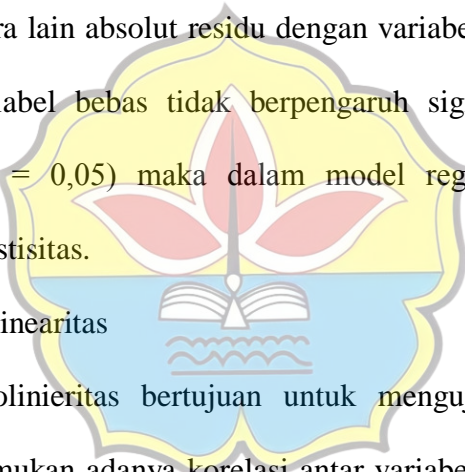 ra lain absolut residu dengan variabe
abel bebas tidak berpengaruh sig
= 0,05) maka dalam model reg
stisitas.
inearitas
olinieritas bertujuan untuk menguj
mukan adanya korelasi antar variabe